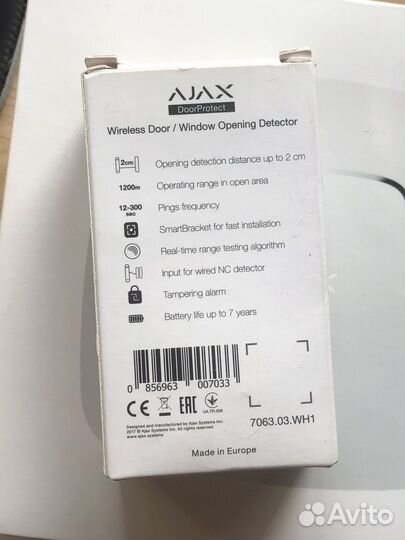 AJAX
DoorProtect
Wireless Door / Window Opening Detector
2cm Opening detection distance up to 2 cm
1200m Operating range in open area
12-300 sec Pings frequency
SmartBracket for fast installation
Real-time range testing algorithm
Input for wired NC detector
Tampering alarm
Battery life up to 7 years
0 856963 007033
CE EAC UA.TR.028
Designed and manufactured by Ajax Systems Inc.
2017 © Ajax Systems Inc. All rights reserved.
www.ajax.systems
7063.03.WH1
Made in Europe
Avito